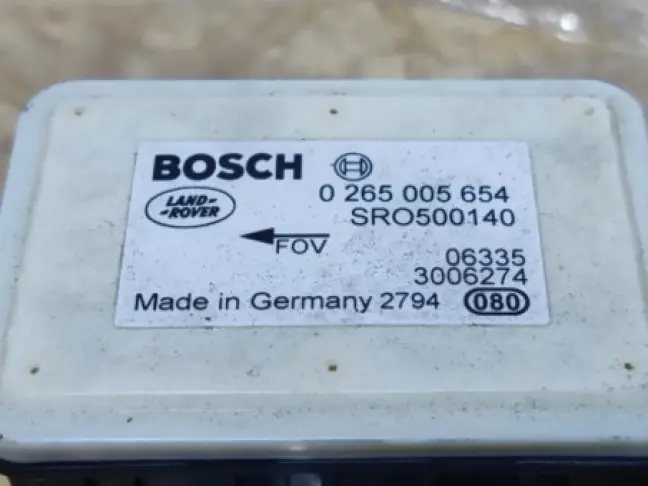 BOSCH
0 265 005 654
LAND-
-ROVER
SRO500140
FOV
06335
3006274
Made in Germany 2794 080